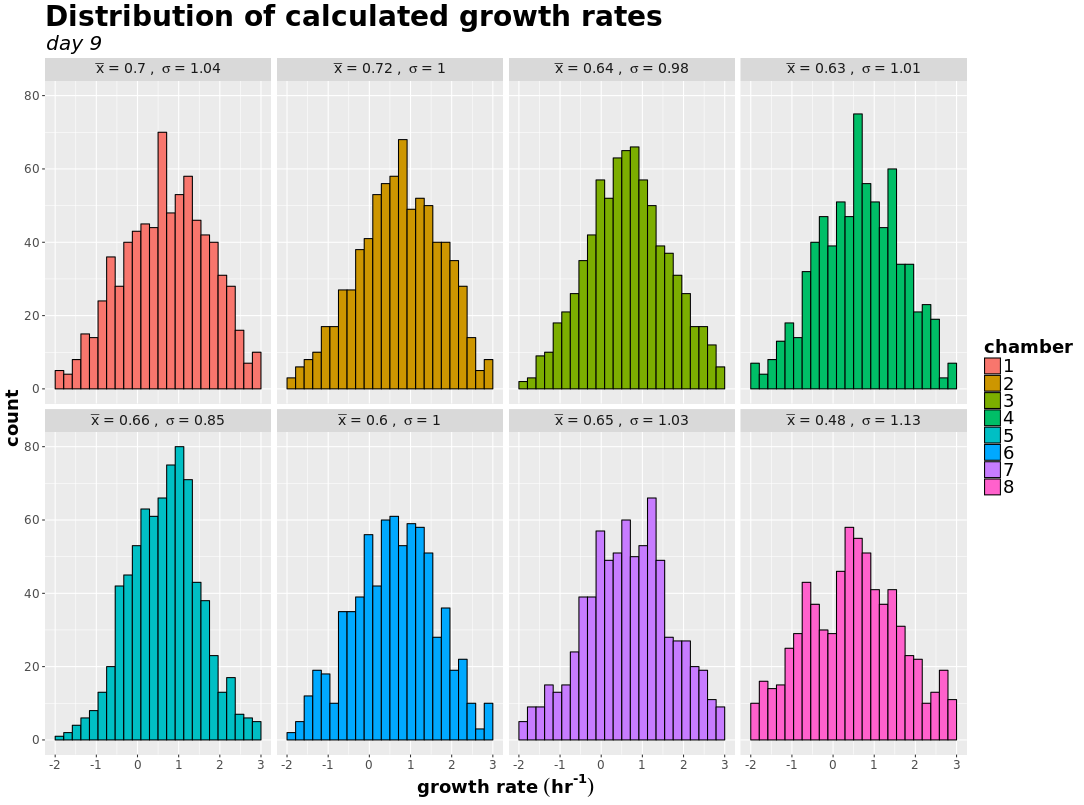 Distribution of calculated growth rates
day 9
x̅ = 0.7 , σ = 1.04
x̅ = 0.72 , σ = 1
x̅ = 0.64 , σ = 0.98
x̅ = 0.63 , σ = 1.01
80
60
40
20
0
x̅ = 0.66 , σ = 0.85
x̅ = 0.6 , σ = 1
x̅ = 0.65 , σ = 1.03
x̅ = 0.48 , σ = 1.13
80
60
40
20
0
-2 -1 0 1 2 3
-2 -1 0 1 2 3
-2 -1 0 1 2 3
-2 -1 0 1 2 3
growth rate (hr⁻¹)
count
chamber
1
2
3
4
5
6
7
8